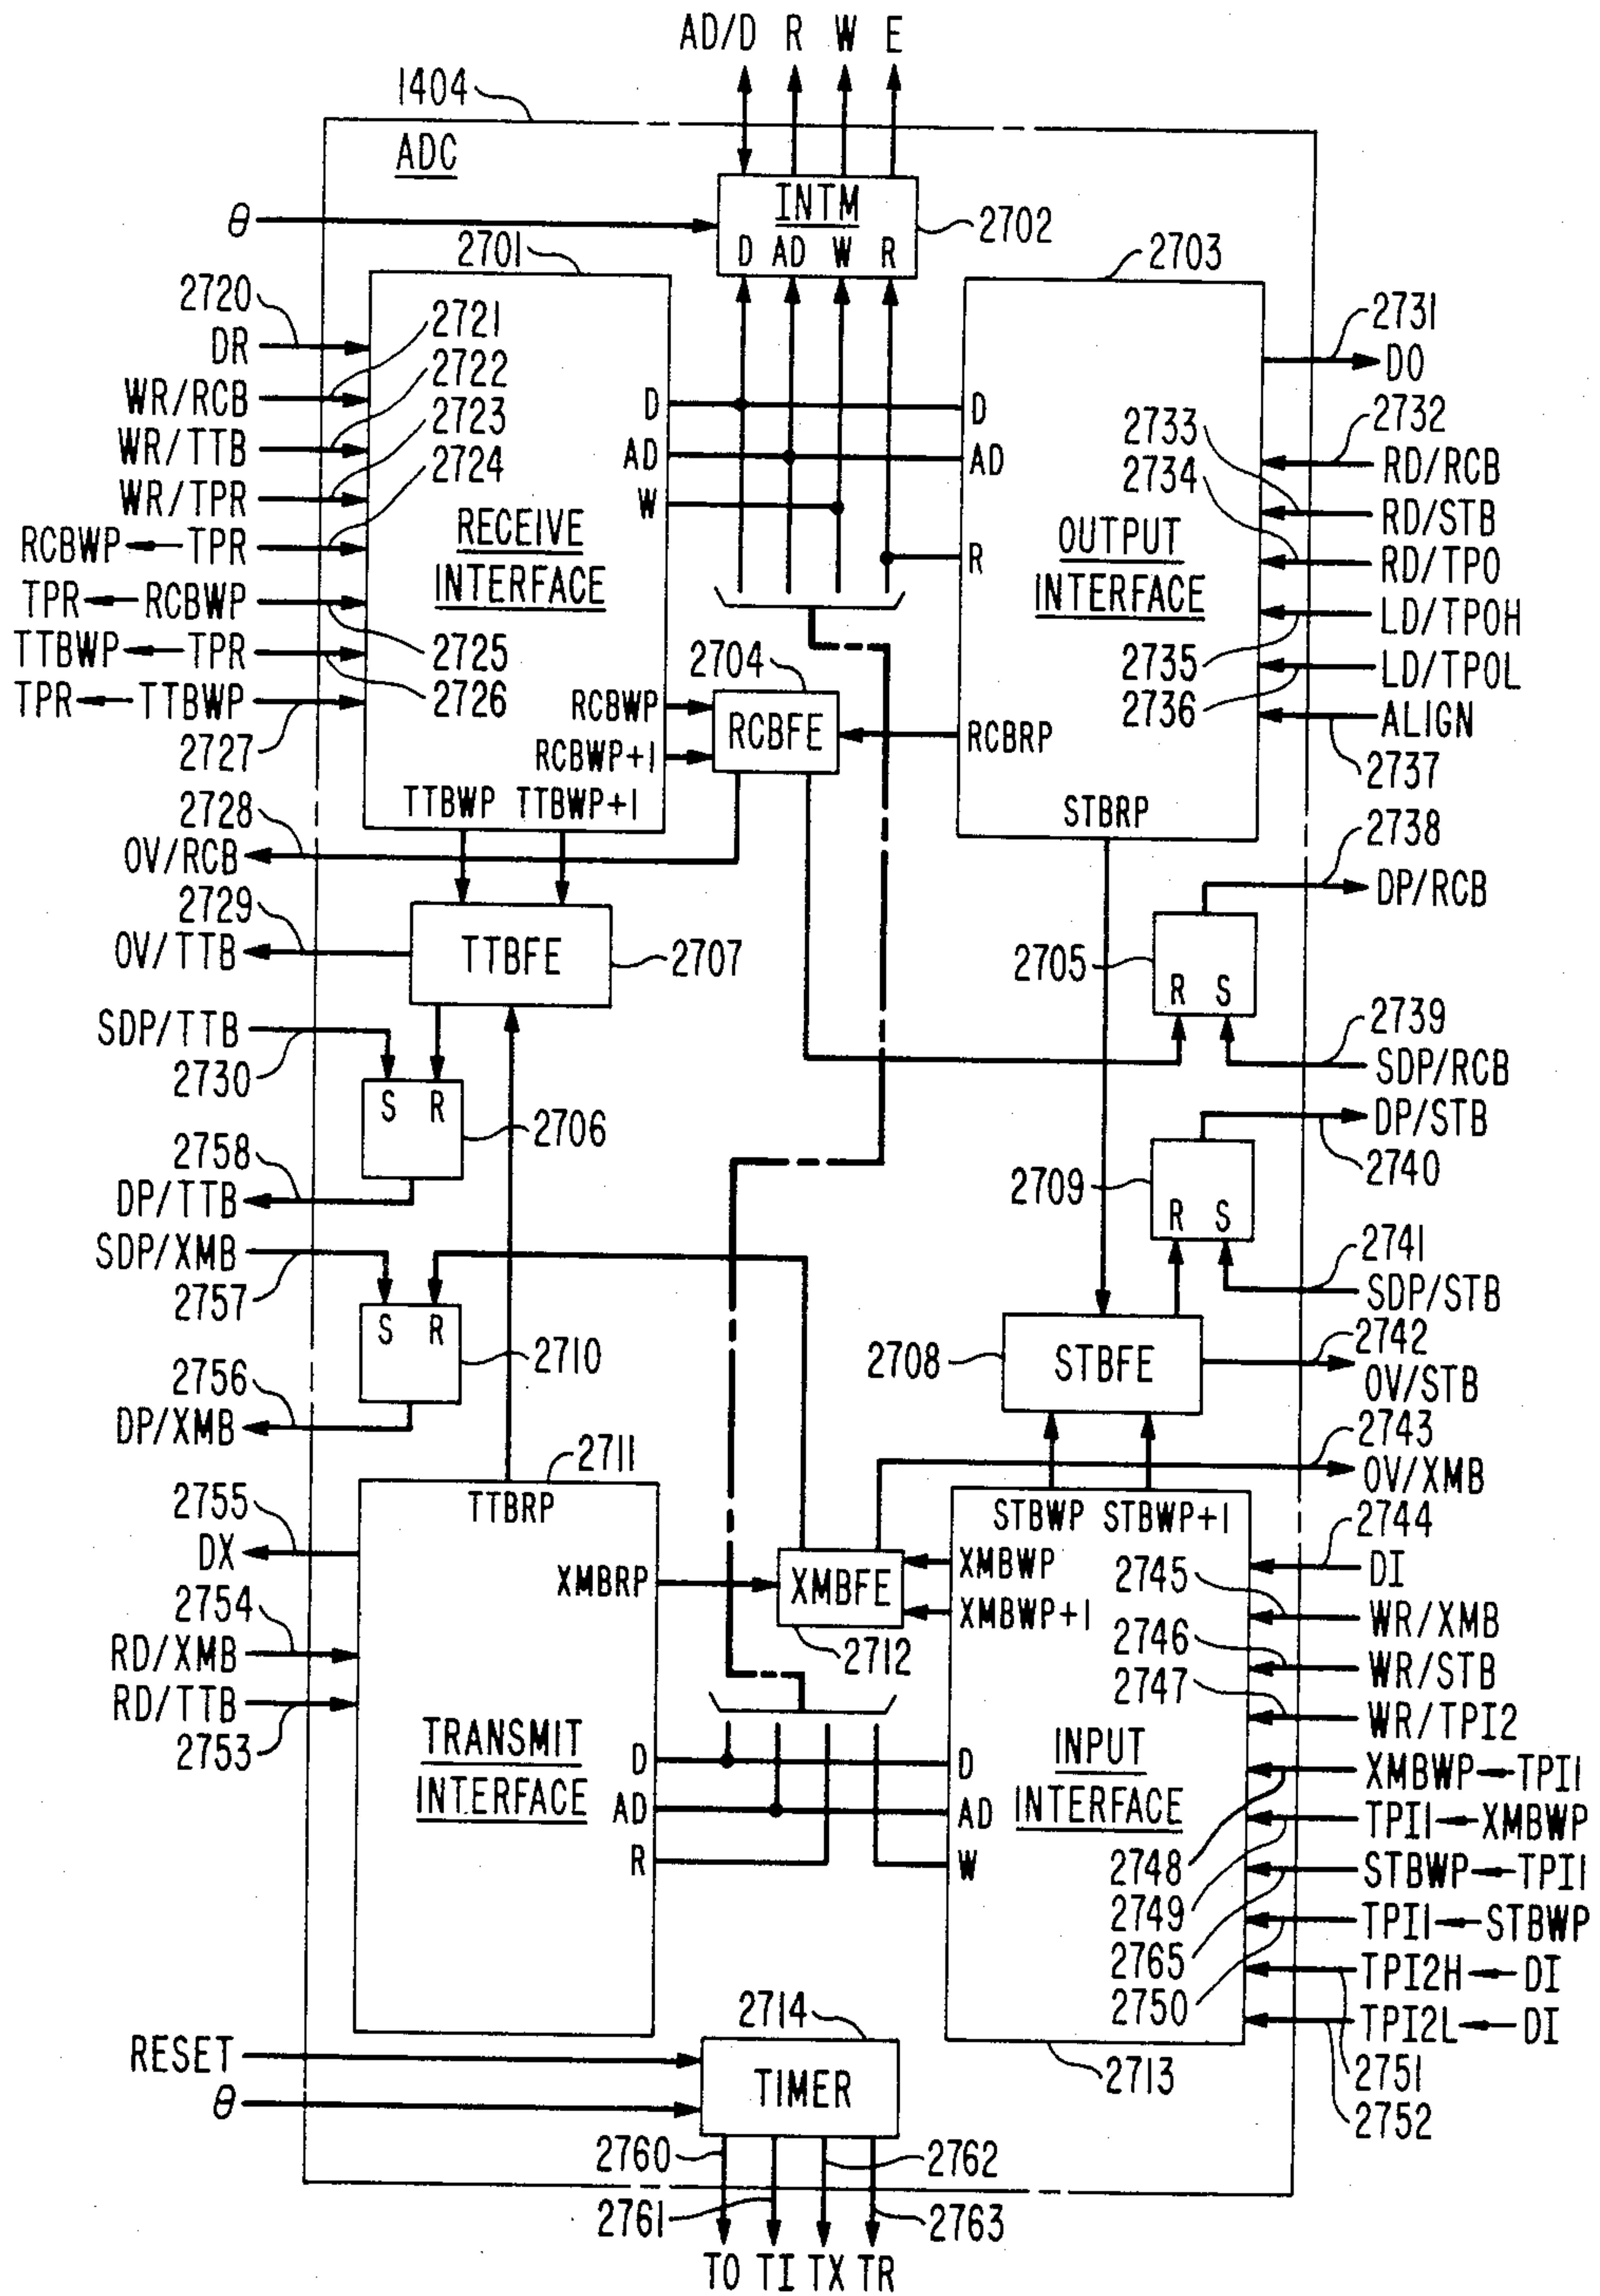 AD/D R W E
1404
ADC
θ
INTM
D AD W R
2702
2701
2703
2720
DR
2721
WR/RCB
2722
WR/TTB
2723
WR/TPR
2724
RCBWP←TPR
TPR←RCBWP
2725
TTBWP←TPR
2726
TPR←TTBWP
2727
RECEIVE
INTERFACE
D
AD
W
RCBWP
RCBWP+1
TTBWP TTBWP+1
D
AD
R
OUTPUT
INTERFACE
RCBRP
STBRP
2731
DO
2732
RD/RCB
2733
RD/STB
2734
RD/TPO
LD/TPOH
2735
LD/TPOL
2736
ALIGN
2737
2704
RCBFE
2728
OV/RCB
2729
OV/TTB
TTBFE
2707
SDP/TTB
2730
S R
2706
2758
DP/TTB
2738
DP/RCB
2705
R S
2739
SDP/RCB
DP/STB
2740
2709
R S
2741
SDP/STB
SDP/XMB
2757
S R
2710
2756
DP/XMB
2708
STBFE
2742
OV/STB
2743
OV/XMB
2711
TTBRP
2755
DX
XMBRP
2754
RD/XMB
RD/TTB
2753
TRANSMIT
INTERFACE
D
AD
R
XMBFE
2712
STBWP STBWP+1
XMBWP
XMBWP+1
D
AD
W
INPUT
INTERFACE
2744
DI
2745
WR/XMB
2746
WR/STB
2747
WR/TPI2
XMBWP←TPI1
2748
TPI1←XMBWP
2749
STBWP←TPI1
2765
TPI1←STBWP
2750
TPI2H←DI
2751
TPI2L←DI
2752
2713
RESET
θ
2714
TIMER
2760
2762
2761
2763
TO TI TX TR